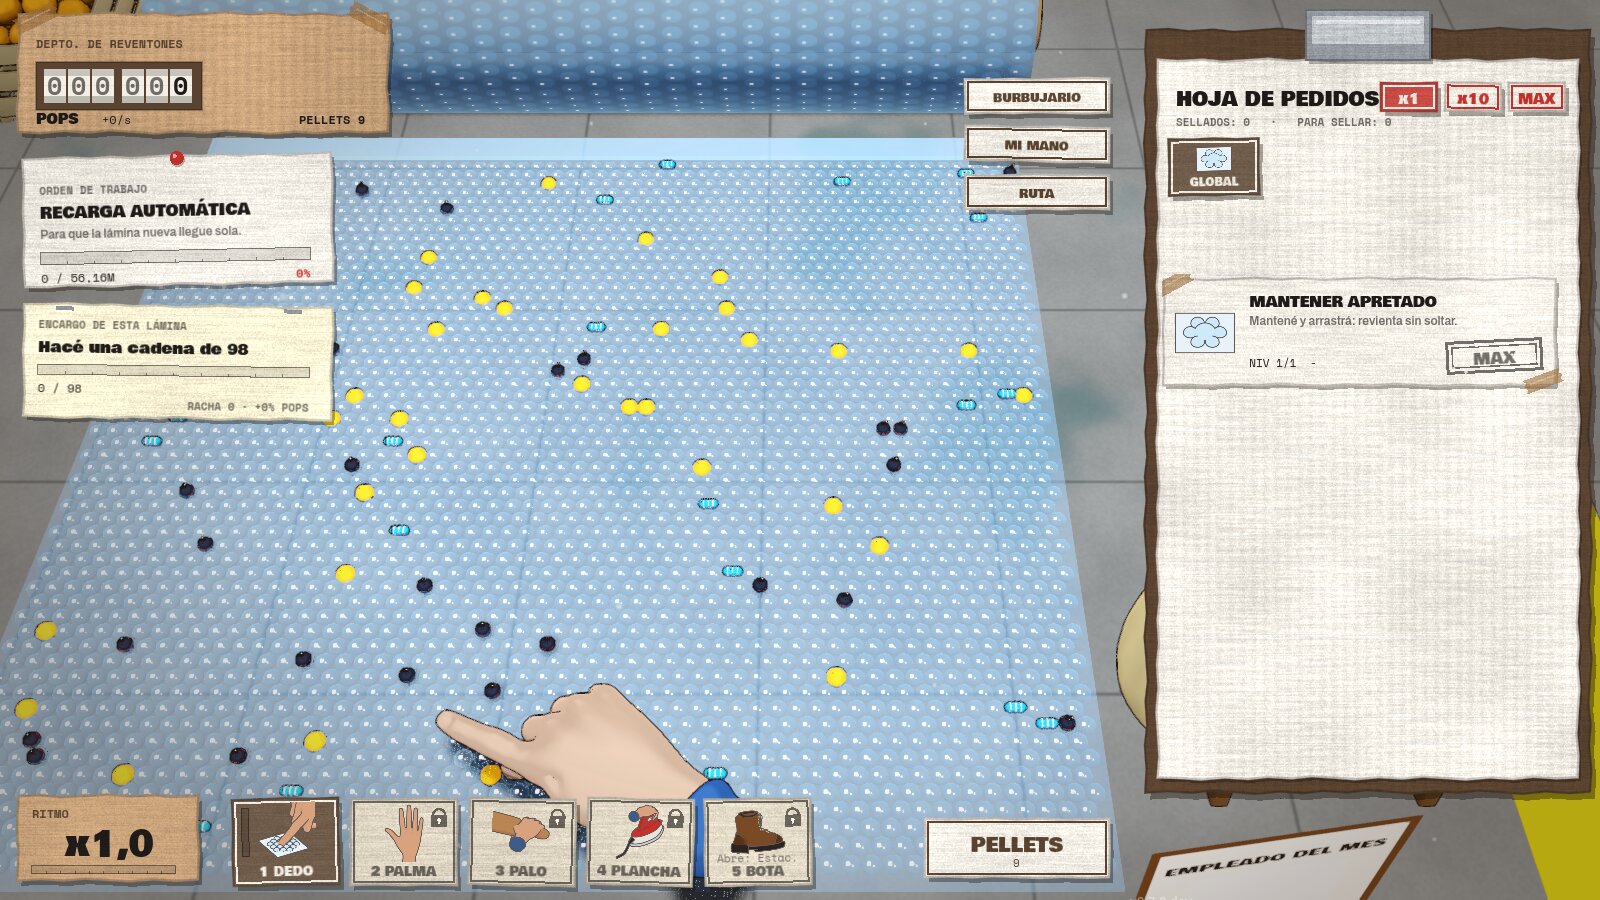 DEPTO. DE REVENTONES
000 000
POPS +0/s PELLETS 9
ORDEN DE TRABAJO
RECARGA AUTOMÁTICA
Para que la lámina nueva llegue sola.
0 / 56.16M 0%
ENCARGO DE ESTA LÁMINA
Hacé una cadena de 98
0 / 98
RACHA 0 - +0% POPS
BURBUJARIO
MI MANO
RUTA
HOJA DE PEDIDOS x1 x10 MAX
SELLADOS: 0 · PARA SELLAR: 0
GLOBAL
MANTENER APRETADO
Mantené y arrastrá: revienta sin soltar.
NIV 1/1 -
MAX
RITMO
x1,0
1 DEDO
2 PALMA
3 PALO
4 PLANCHA
Abre: Estac.
5 BOTA
PELLETS
9
EMPLEADO DEL MES